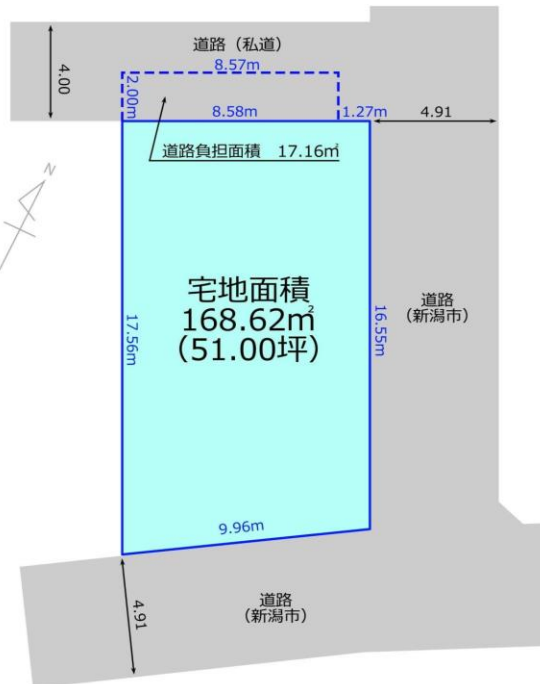 道路（私道）
8.57m
4.00
2.00m
8.58m
1.27m
4.91
道路負担面積　17.16㎡
N
宅地面積
168.62㎡
(51.00坪)
17.56m
16.55m
道路
（新潟市）
9.96m
4.91
道路
（新潟市）